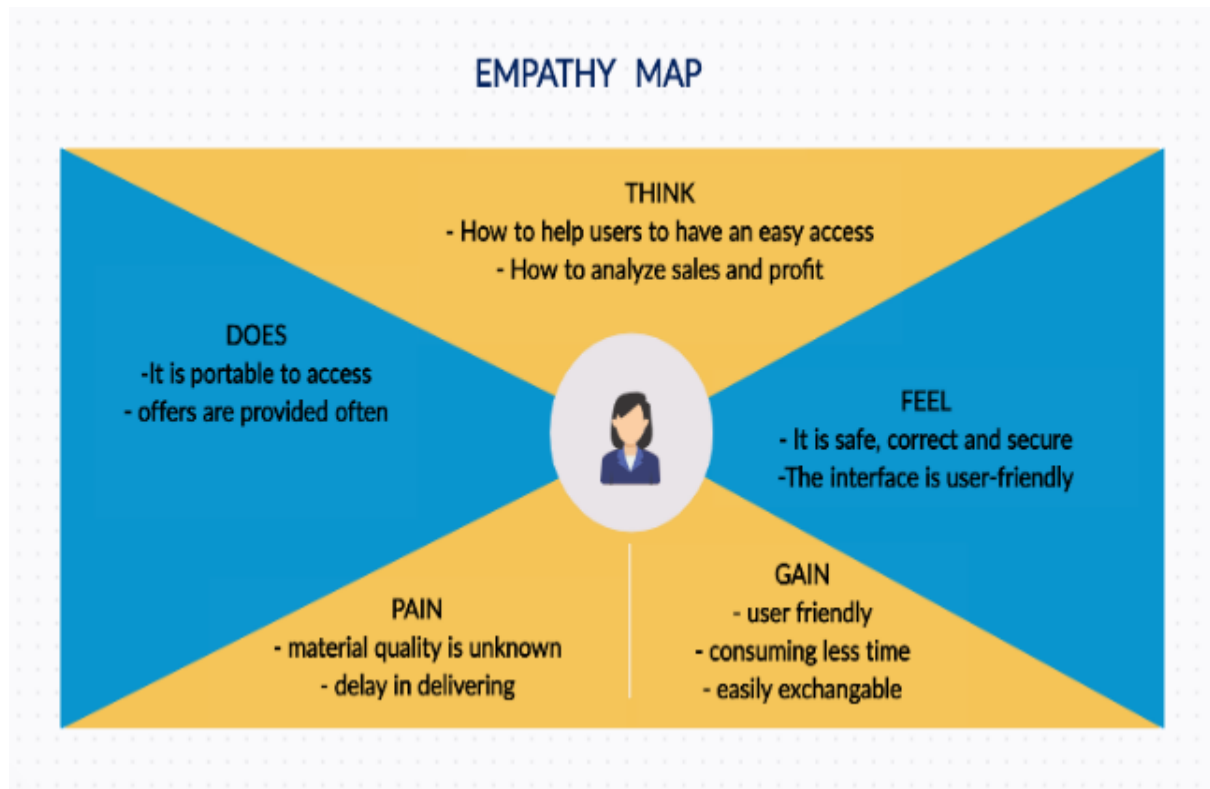 EMPATHY MAP
THINK
- How to help users to have an easy access
- How to analyze sales and profit
DOES
-It is portable to access
- offers are provided often
FEEL
- It is safe, correct and secure
-The interface is user-friendly
PAIN
- material quality is unknown
- delay in delivering
GAIN
- user friendly
- consuming less time
- easily exchangable